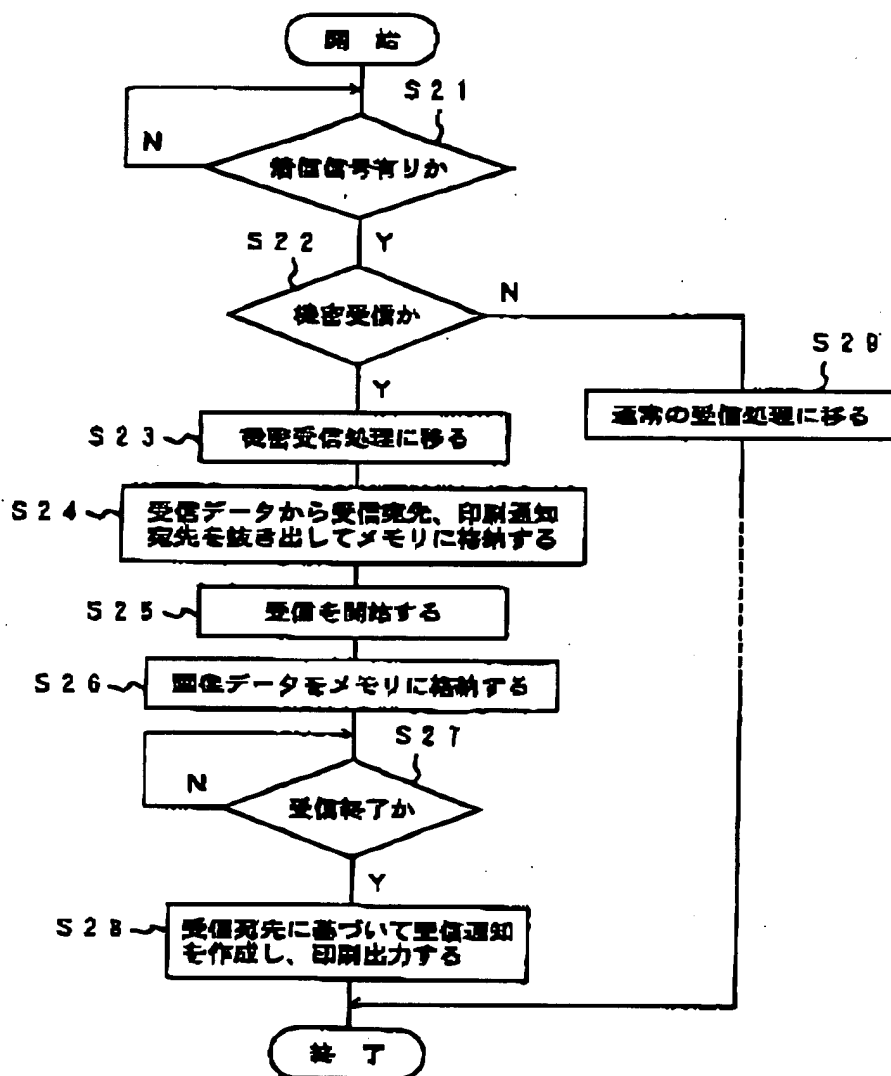 開 始
S21
N
着信信号有りか
S22
Y
機密受信か
N
S29
Y
通常の受信処理に移る
S23
機密受信処理に移る
S24
受信データから受信宛先、印刷通知
宛先を抜き出してメモリに格納する
S25
受信を開始する
S26
画像データをメモリに格納する
S27
N
受信終了か
Y
S28
受信宛先に基づいて受信通知
を作成し、印刷出力する
終 了